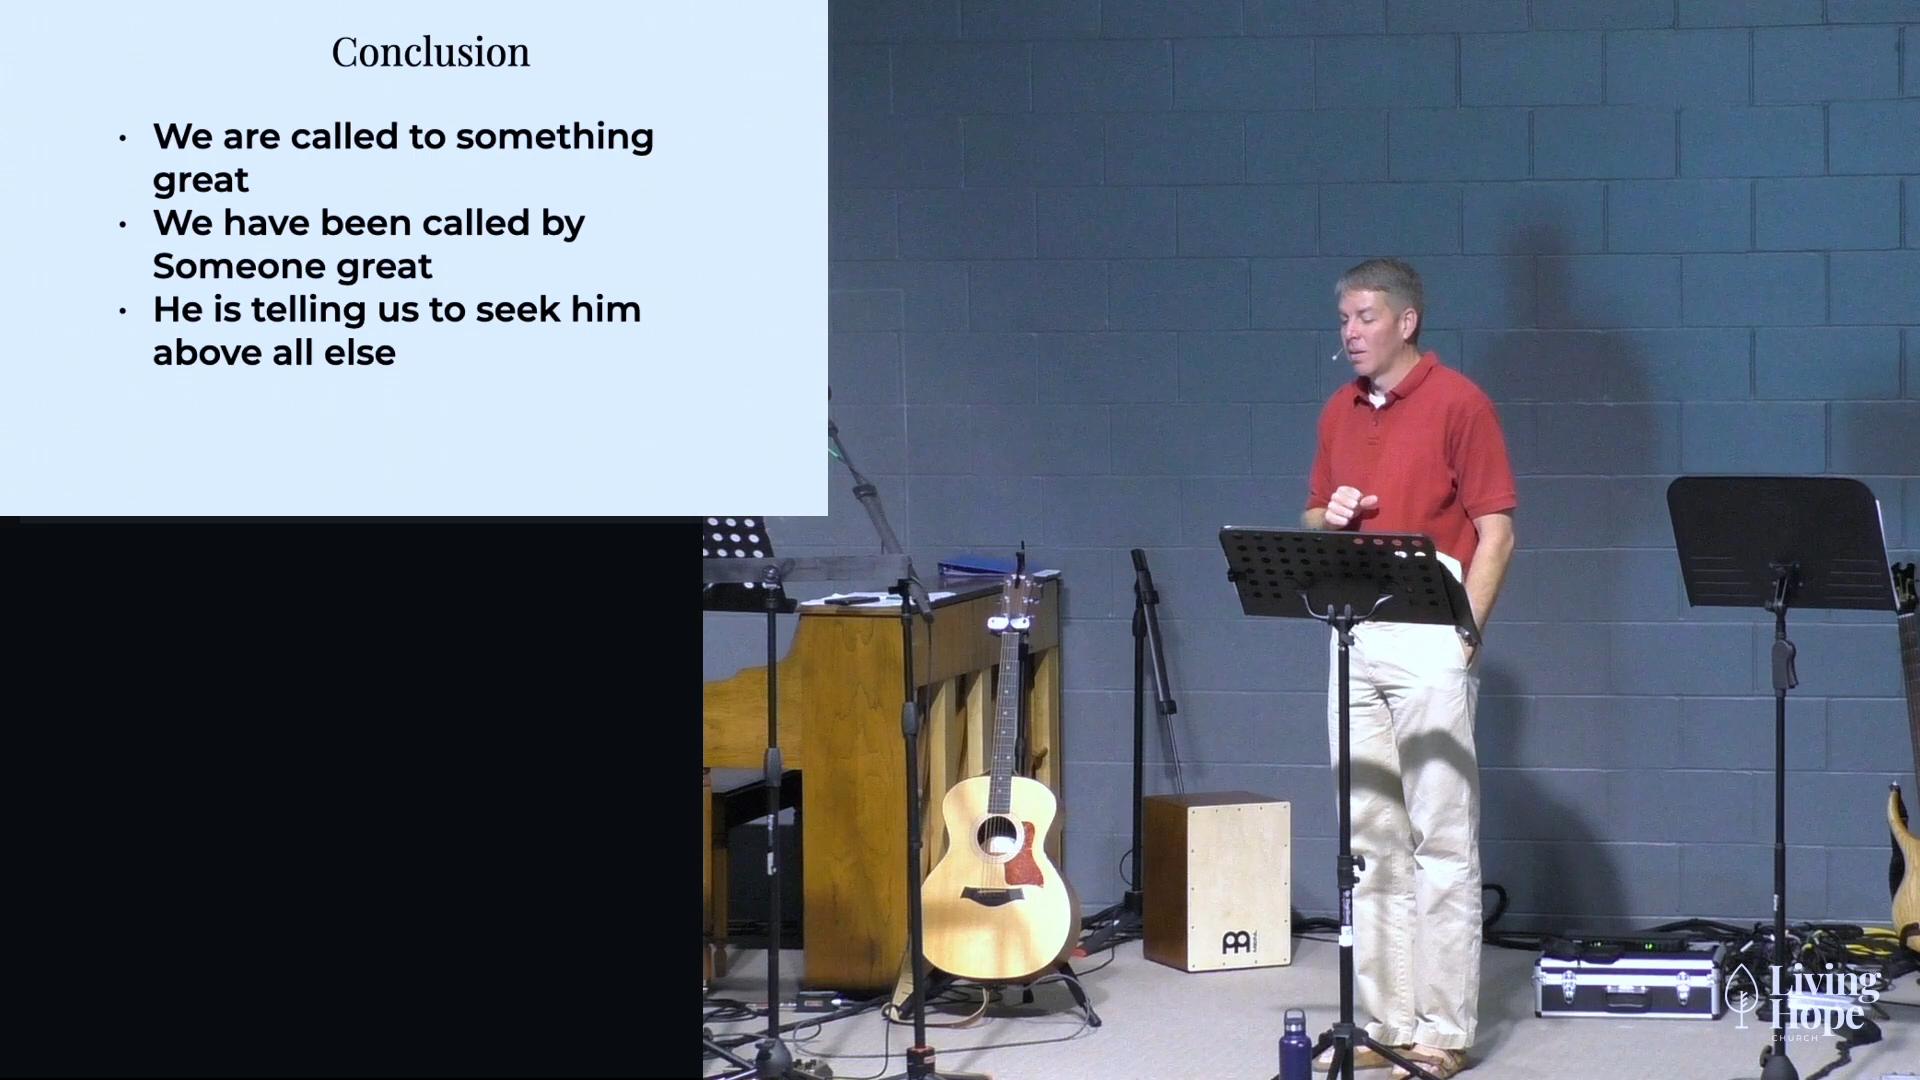 Conclusion
• We are called to something
great
• We have been called by
Someone great
• He is telling us to seek him
above all else
MEINL
Living
Hope
CHURCH